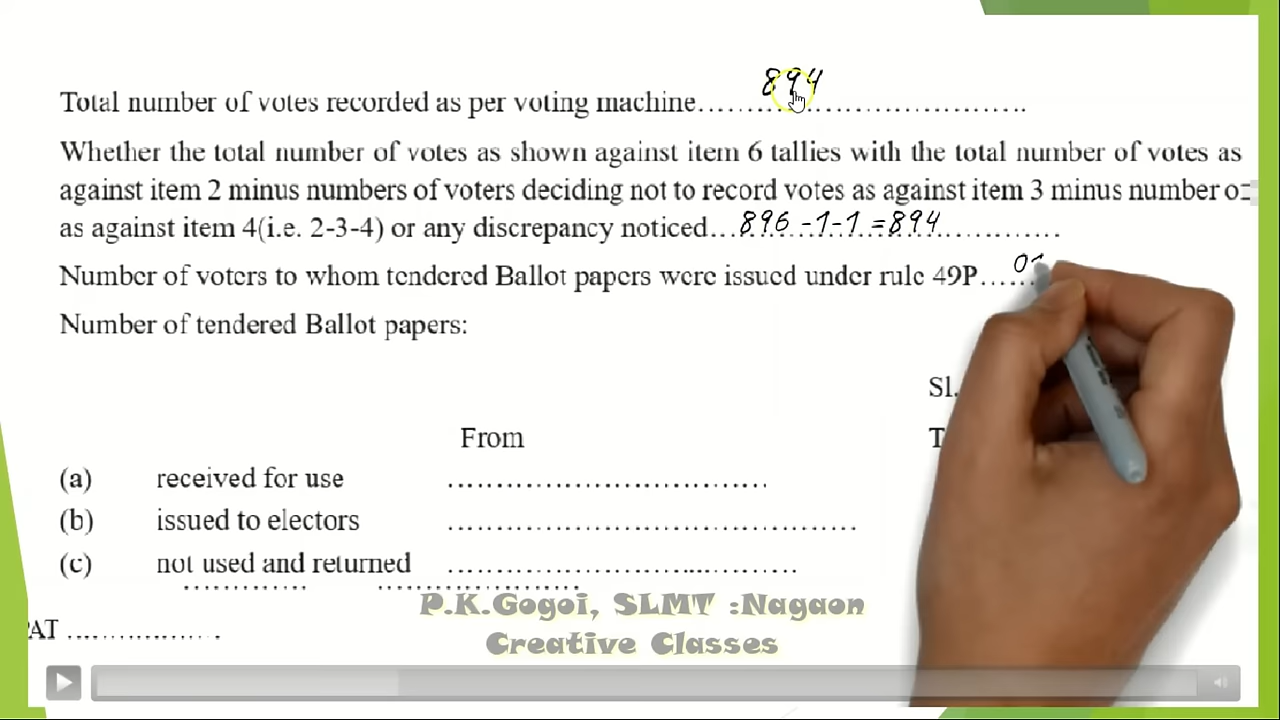 894
Total number of votes recorded as per voting machine……………………………….
Whether the total number of votes as shown against item 6 tallies with the total number of votes as
against item 2 minus numbers of voters deciding not to record votes as against item 3 minus number
as against item 4(i.e. 2-3-4) or any discrepancy noticed…896 -1-1 =894…………
Number of voters to whom tendered Ballot papers were issued under rule 49P……
Number of tendered Ballot papers:
Sl.
From
(a) received for use ……………………………
(b) issued to electors ……………………………………
(c) not used and returned ………………………………
P.K.Gogoi, SLMT :Nagaon
PAT ……………….
Creative Classes